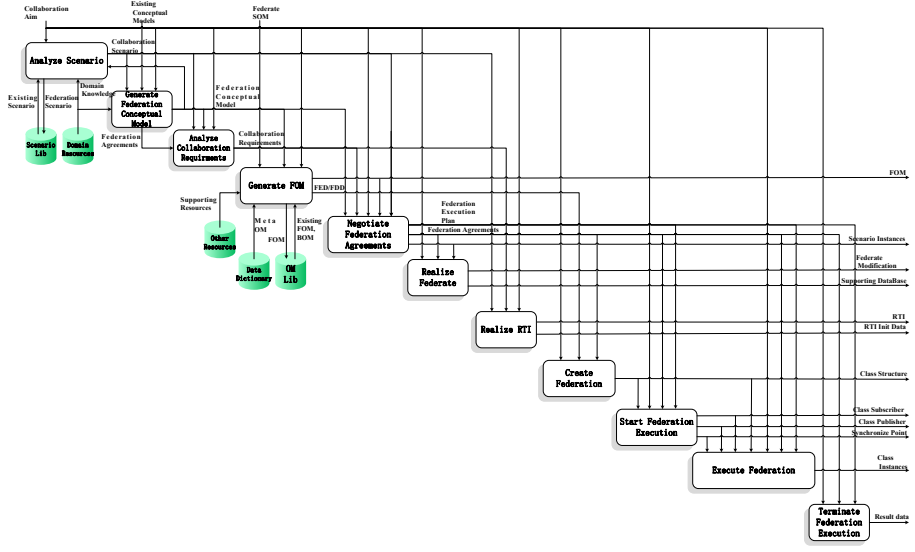 Collaboration
Aim
Existing
Conceptual
Models
Federate
SOM
Collaboration
Scenario
Analyze Scenario
Existing
Scenario
Federation
Scenario
Domain
Knowledge
Generate
Federation
Conceptual
Model
Federation
Conceptual
Model
Scenario
Lib
Domain
Resources
Federation
Agreements
Analyze
Collaboration
Requirments
Collaboration
Requirements
Generate FOM
FOM
FED/FDD
Supporting
Resources
Other
Resources
Meta
OM
FOM
Existing
FOM,
BOM
Data
Dictionary
OM
Lib
Negotiate
Federation
Agreements
Federation
Execution
Plan
Federation Agreements
Scenario Instances
Realize
Federate
Federate
Modification
Supporting DataBase
Realize RTI
RTI
RTI Init Data
Create
Federation
Class Structure
Start Federation
Execution
Class Subscriber
Class Publisher
Synchronize Point
Execute Federation
Class
Instances
Terminate
Federation
Execution
Result data